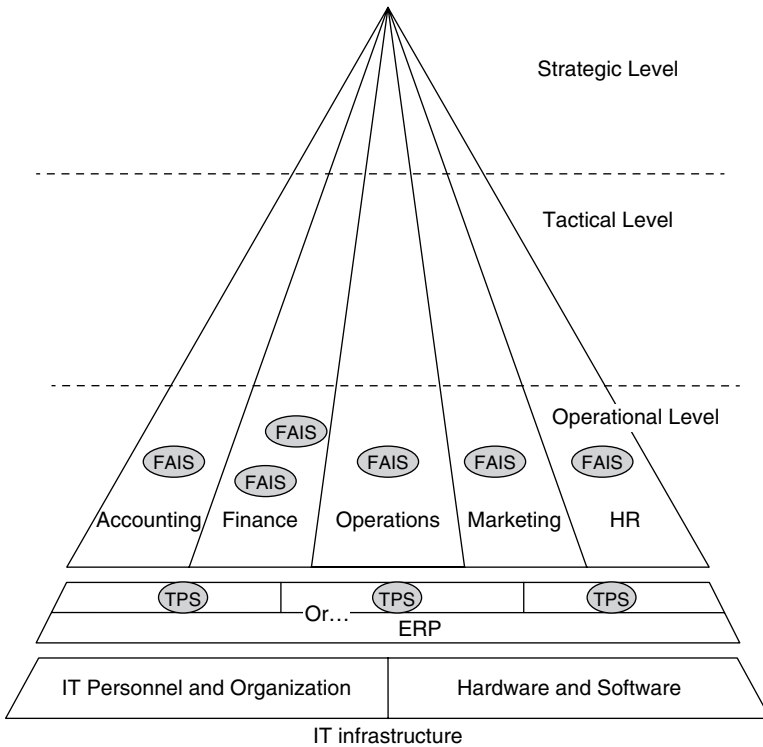 Strategic Level
Tactical Level
Operational Level
FAIS
FAIS FAIS FAIS FAIS
FAIS
Accounting Finance Operations Marketing HR
TPS TPS TPS
Or...
ERP
IT Personnel and Organization Hardware and Software
IT infrastructure